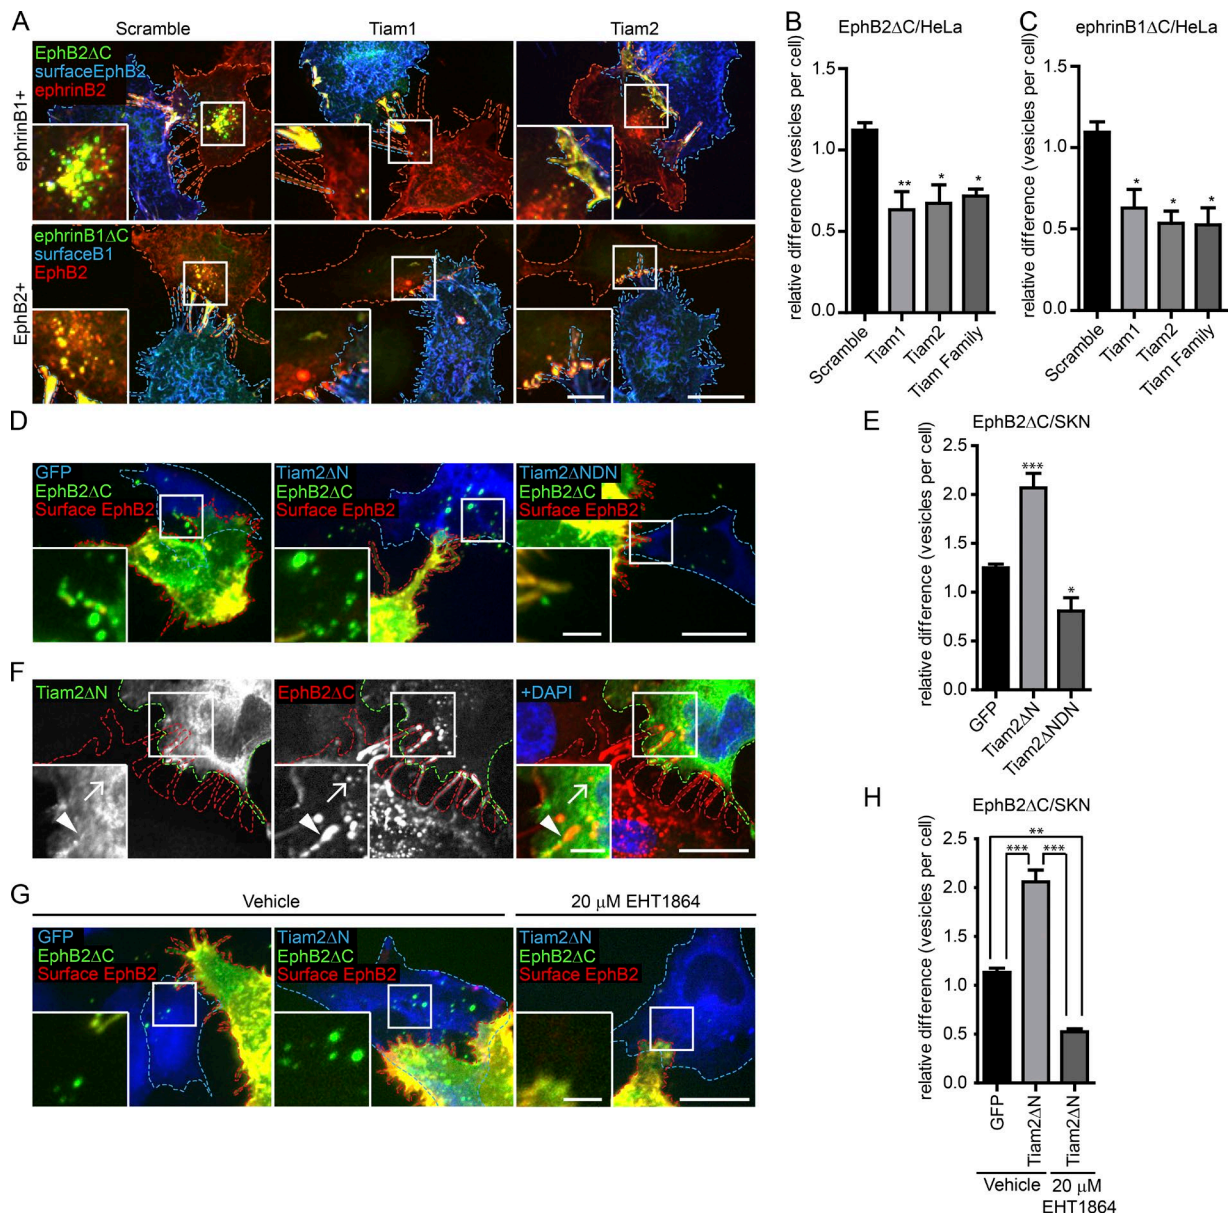 A
Scramble
Tiam1
Tiam2
EphB2ΔC
surfaceEphB2
ephrinB2
ephrinB1+
ephrinB1ΔC
surfaceB1
EphB2
EphB2+
B
EphB2ΔC/HeLa
relative difference (vesicles per cell)
1.5
1.0
0.5
0.0
**
*
*
Scramble
Tiam1
Tiam2
Tiam Family
C
ephrinB1ΔC/HeLa
relative difference (vesicles per cell)
1.5
1.0
0.5
0.0
*
*
*
Scramble
Tiam1
Tiam2
Tiam Family
D
GFP
EphB2ΔC
Surface EphB2
Tiam2ΔN
EphB2ΔC
Surface EphB2
Tiam2ΔNDN
EphB2ΔC
Surface EphB2
E
EphB2ΔC/SKN
relative difference (vesicles per cell)
2.5
2.0
1.5
1.0
0.5
0.0
***
*
GFP
Tiam2ΔN
Tiam2ΔNDN
F
Tiam2ΔN
EphB2ΔC
+DAPI
G
Vehicle
20 μM EHT1864
GFP
EphB2ΔC
Surface EphB2
Tiam2ΔN
EphB2ΔC
Surface EphB2
Tiam2ΔN
EphB2ΔC
Surface EphB2
H
EphB2ΔC/SKN
relative difference (vesicles per cell)
2.5
2.0
1.5
1.0
0.5
0.0
**
*** ***
GFP
Tiam2ΔN
Tiam2ΔN
Vehicle
20 μM
EHT1864